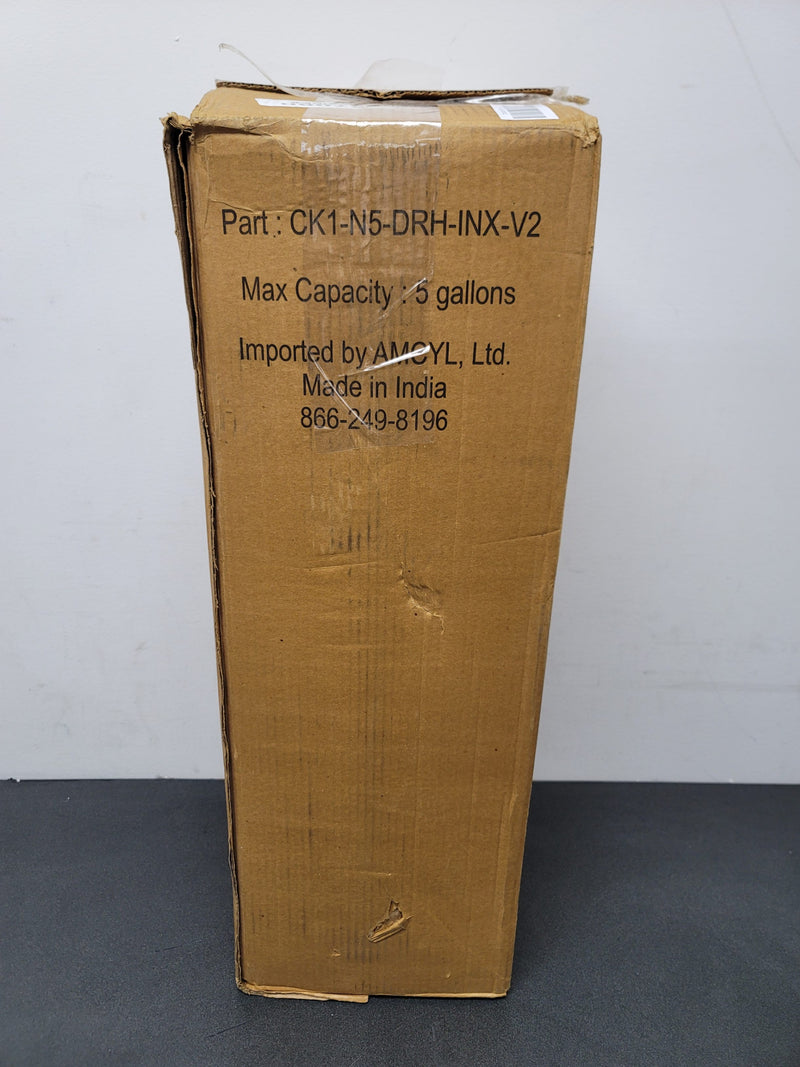 Part : CK1-N5-DRH-INX-V2
Max Capacity : 5 gallons
Imported by AMCYL, Ltd.
Made in India
866-249-8196